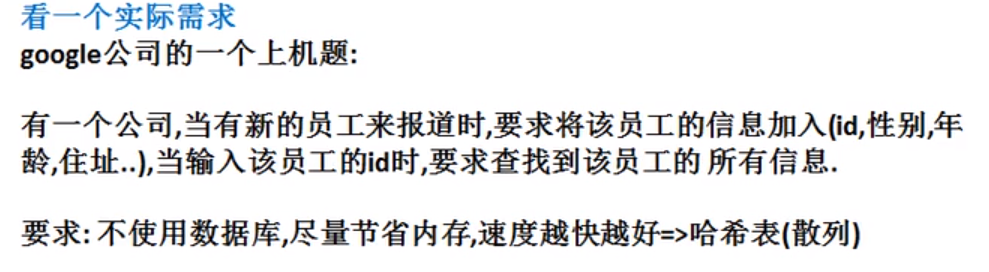 看一个实际需求
google公司的一个上机题:
有一个公司,当有新的员工来报道时,要求将该员工的信息加入(id,性别,年
龄,住址..),当输入该员工的id时,要求查找到该员工的 所有信息.
要求: 不使用数据库,尽量节省内存,速度越快越好=>哈希表(散列)